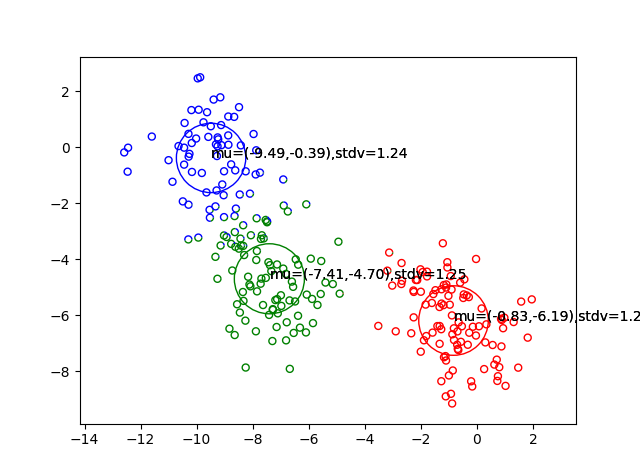 2
0
mu=(-9.49,-0.39),stdv=1.24
−2
−4
mu=(-7.41,-4.70),stdv=1.25
−6
mu=(-0.83,-6.19),stdv=1.2
−8
−14 −12 −10 −8 −6 −4 −2 0 2